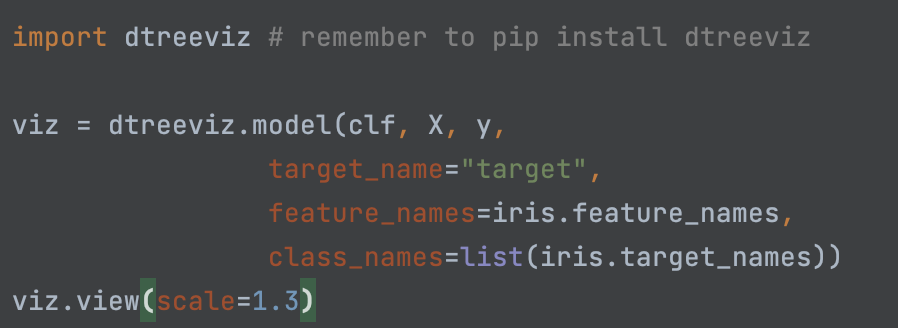 import dtreeviz # remember to pip install dtreeviz
viz = dtreeviz.model(clf, X, y,
target_name="target",
feature_names=iris.feature_names,
class_names=list(iris.target_names))
viz.view(scale=1.3)